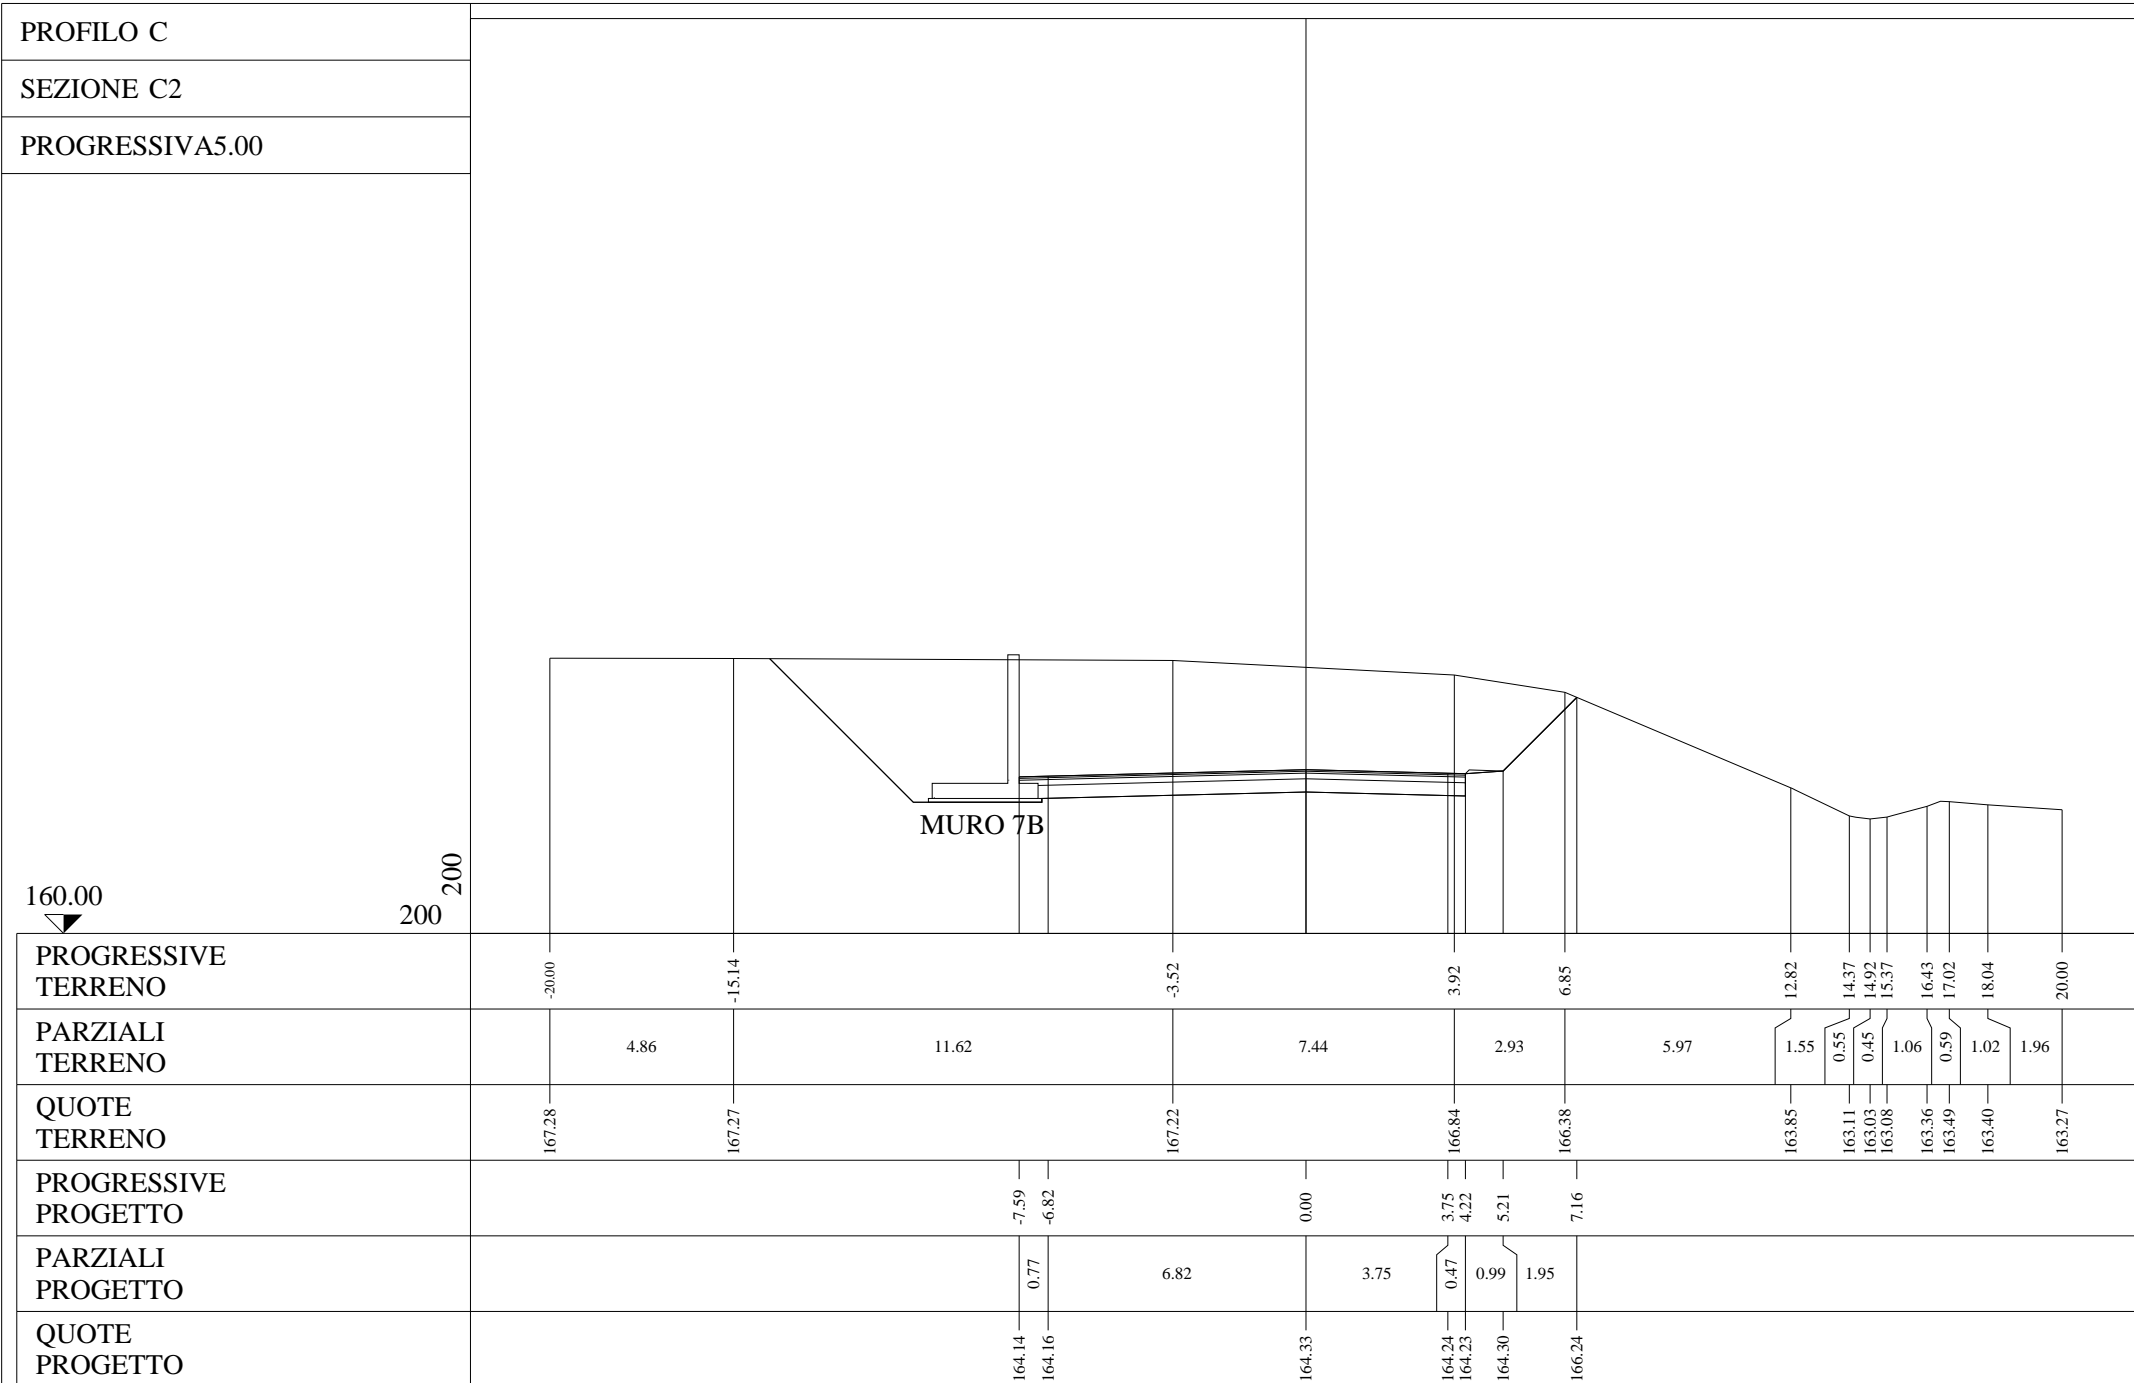 PROFILO C
SEZIONE C2
PROGRESSIVA5.00
MURO 7B
200
160.00
200
PROGRESSIVE
TERRENO
-20.00 -15.14 -3.52 3.92 6.85 12.82 14.37 14.92 15.37 16.43 17.02 18.04 20.00
PARZIALI
TERRENO
4.86 11.62 7.44 2.93 5.97 1.55 0.55 0.45 1.06 0.59 1.02 1.96
QUOTE
TERRENO
167.28 167.27 167.22 166.84 166.38 163.85 163.11 163.03 163.08 163.36 163.49 163.40 163.27
PROGRESSIVE
PROGETTO
-7.59 -6.82 0.00 3.75 4.22 5.21 7.16
PARZIALI
PROGETTO
0.77 6.82 3.75 0.47 0.99 1.95
QUOTE
PROGETTO
164.14 164.16 164.33 164.24 164.23 164.30 166.24